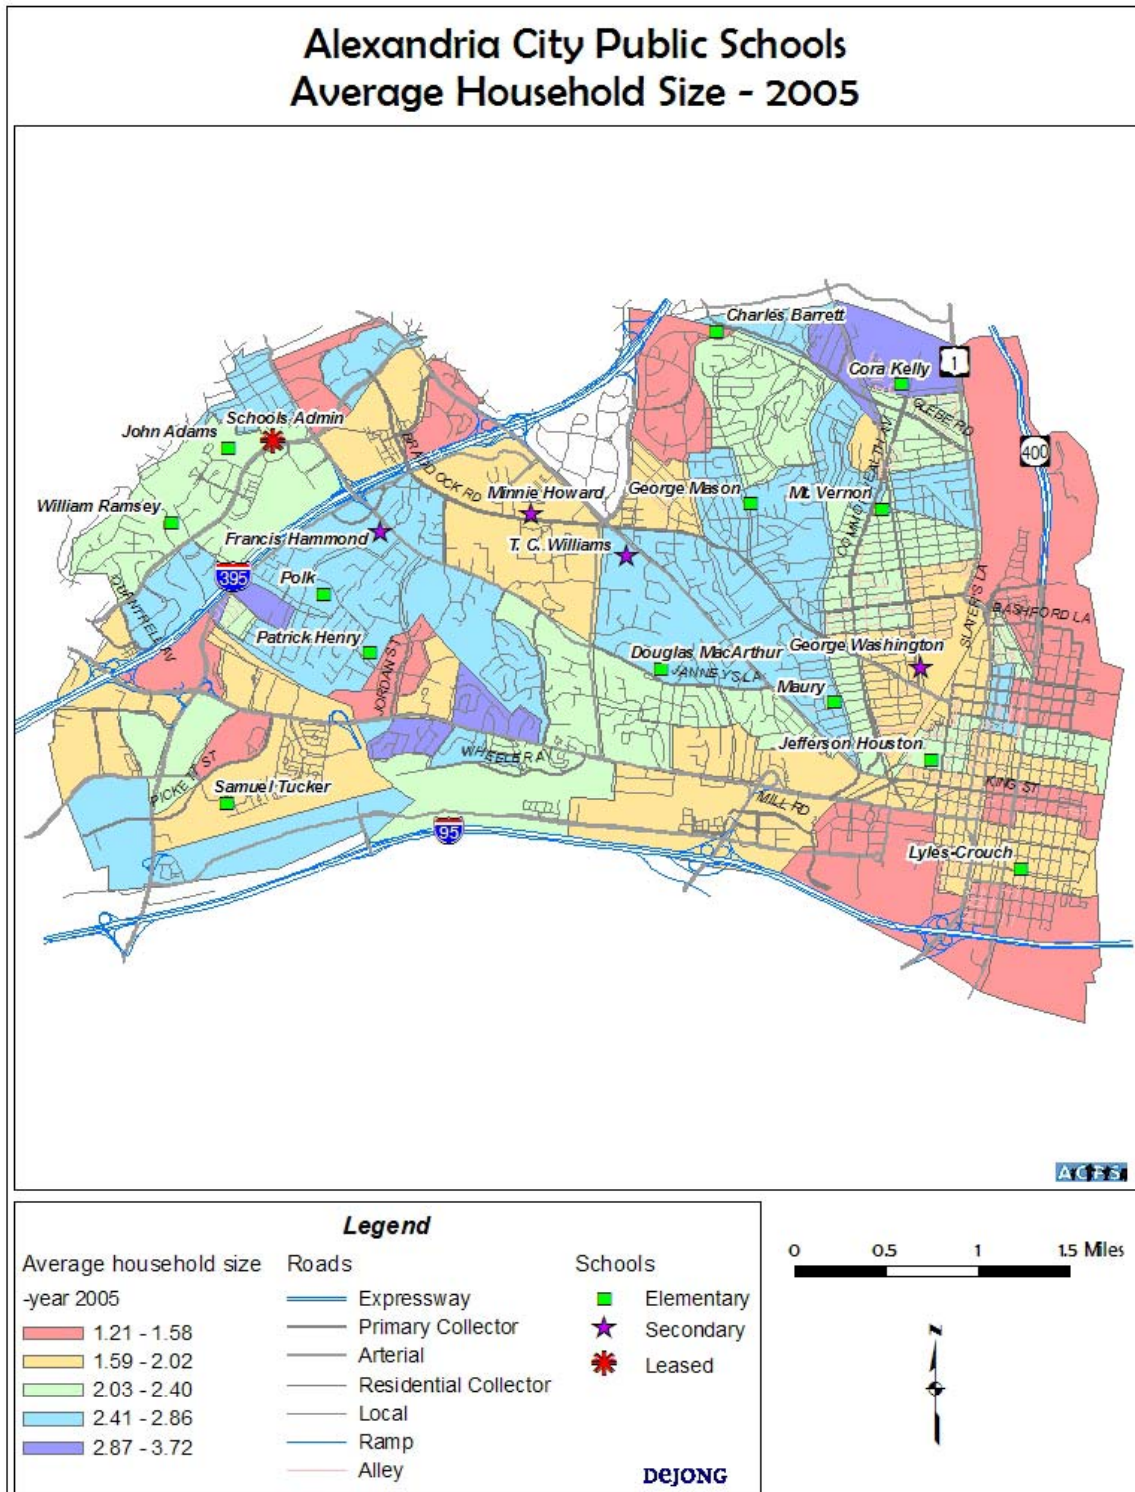 Alexandria City Public Schools
Average Household Size - 2005
Charles Barrett
1
Cora Kelly
GLEBE RD
Schools Admin
John Adams
400
BRADDOCK RD
COMMONWEALTH AV
Minnie Howard
George Mason
Mt. Vernon
William Ramsey
Francis Hammond
T. C. Williams
395
Polk
QUANTRELL AV
SLATER'S LA
BASHFORD LA
Patrick Henry
JORDAN ST
Douglas MacArthur
George Washington
JANNEY'S LA
Maury
Jefferson Houston
WHEELER AV
PICKETT ST
Samuel Tucker
KING ST
MILL RD
95
Lyles-Crouch
ACPS
Legend
Average household size
-year 2005
1.21 - 1.58
1.59 - 2.02
2.03 - 2.40
2.41 - 2.86
2.87 - 3.72
Roads
Expressway
Primary Collector
Arterial
Residential Collector
Local
Ramp
Alley
Schools
Elementary
Secondary
Leased
DEJONG
0 0.5 1 1.5 Miles
N